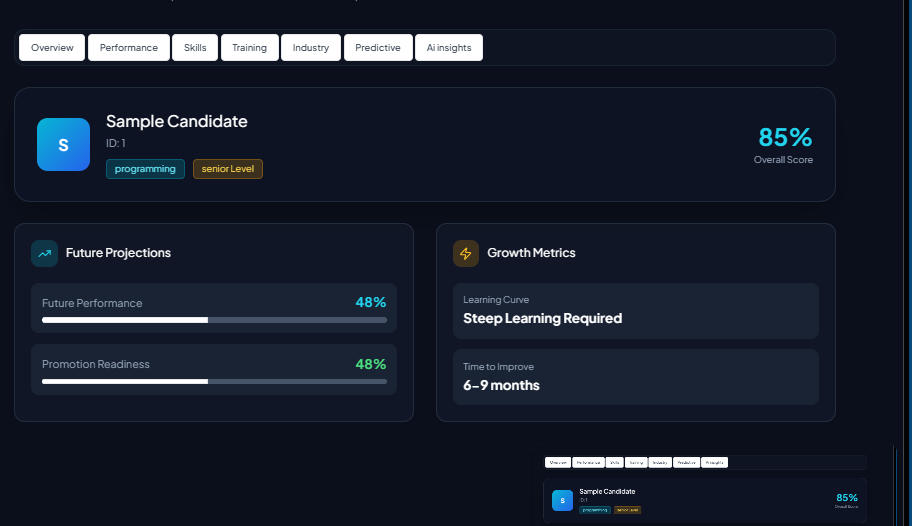 Overview Performance Skills Training Industry Predictive Ai insights
S
Sample Candidate
ID: 1
programming senior Level
85%
Overall Score
Future Projections
Future Performance 48%
Promotion Readiness 48%
Growth Metrics
Learning Curve
Steep Learning Required
Time to Improve
6-9 months
Overview Performance Skills Training Industry Predictive Ai insights
S
Sample Candidate
ID: 1
programming senior Level
85%
Overall Score